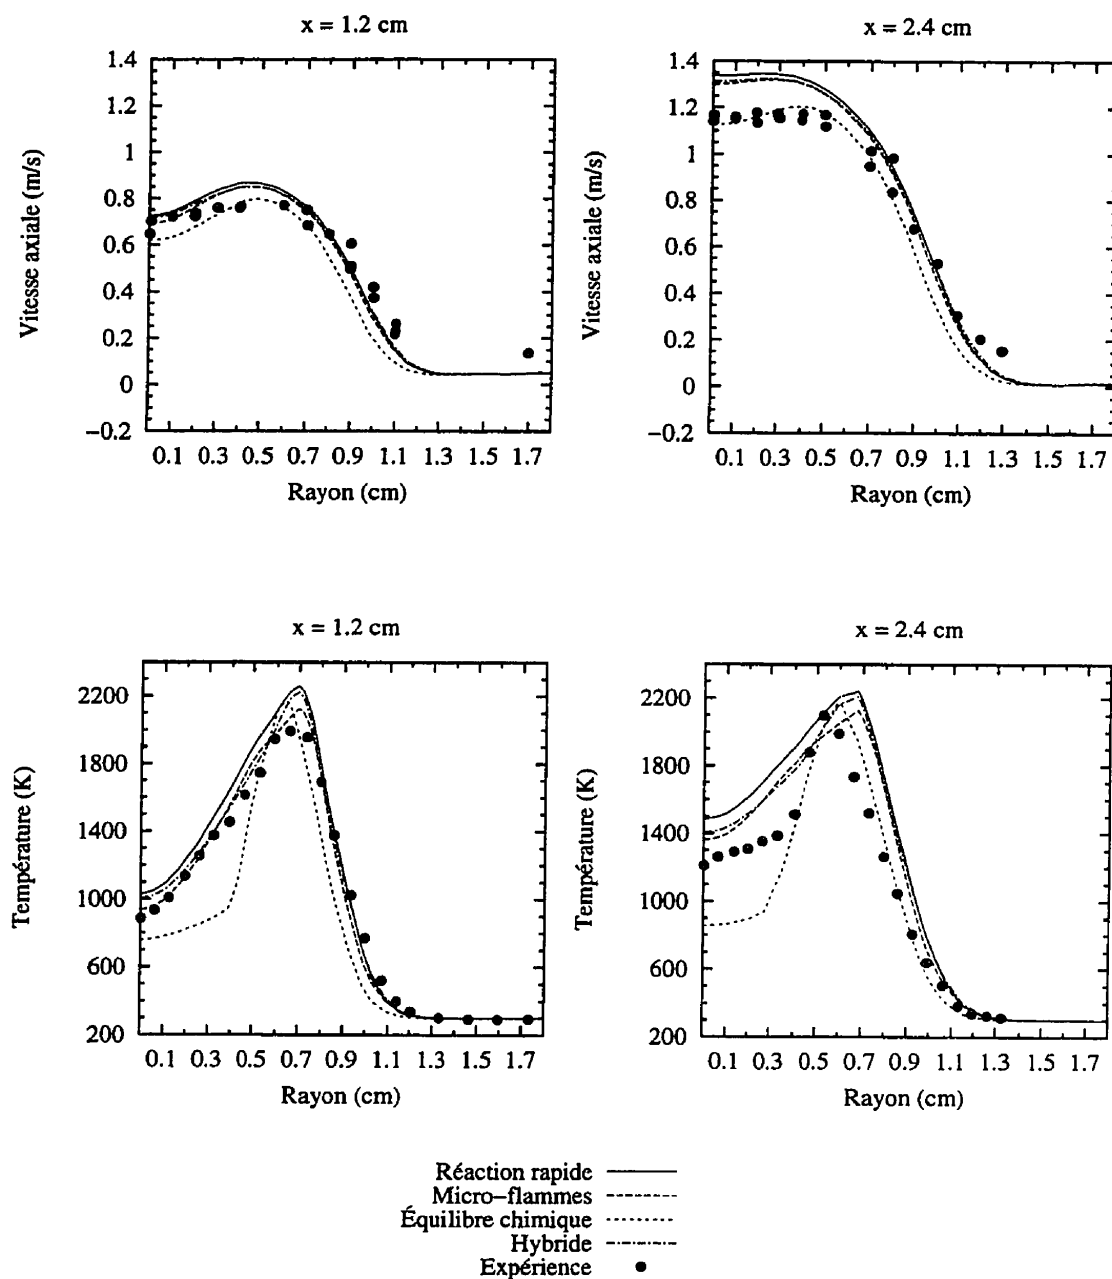 x = 1.2 cm
x = 2.4 cm
Vitesse axiale (m/s)
1.4
1.2
1
0.8
0.6
0.4
0.2
0
−0.2
0.1 0.3 0.5 0.7 0.9 1.1 1.3 1.5 1.7
Rayon (cm)
Vitesse axiale (m/s)
1.4
1.2
1
0.8
0.6
0.4
0.2
0
−0.2
0.1 0.3 0.5 0.7 0.9 1.1 1.3 1.5 1.7
Rayon (cm)
x = 1.2 cm
x = 2.4 cm
Température (K)
2200
1800
1400
1000
600
200
0.1 0.3 0.5 0.7 0.9 1.1 1.3 1.5 1.7
Rayon (cm)
Température (K)
2200
1800
1400
1000
600
200
0.1 0.3 0.5 0.7 0.9 1.1 1.3 1.5 1.7
Rayon (cm)
Réaction rapide
Micro−flammes
Équilibre chimique
Hybride
Expérience